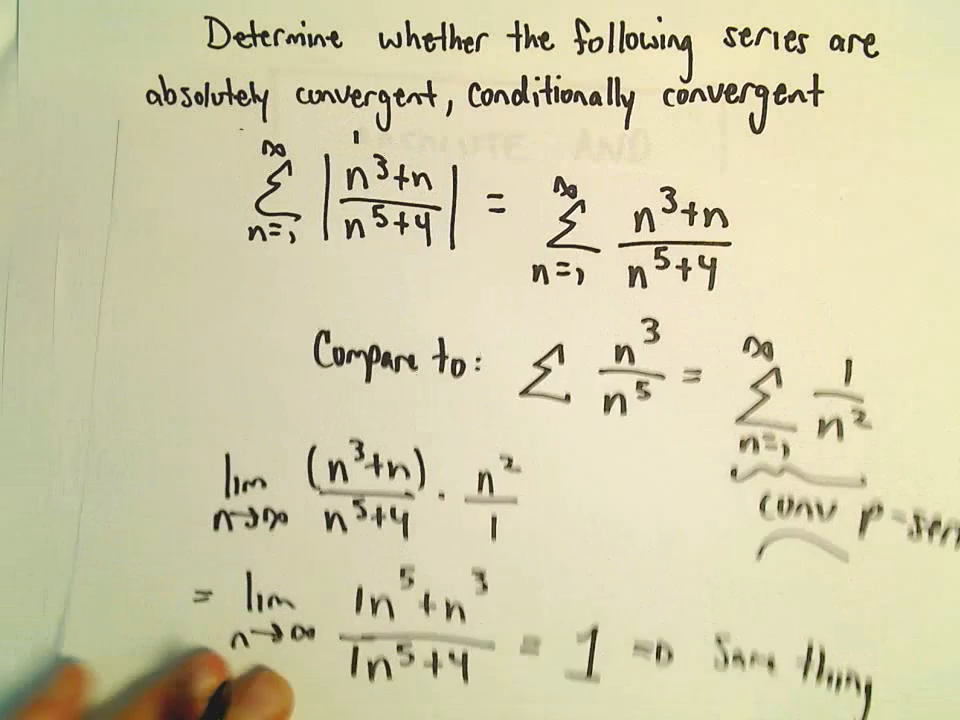 Determine whether the following series are
absolutely convergent, conditionally convergent
∞ ∑ n=1 |n³+n / n⁵+4| = ∞ ∑ n=1 n³+n / n⁵+4
Compare to: ∑ n³/n⁵ = ∞ ∑ n=1 1/n²
conv p-seri
lim n→∞ (n³+n)/n⁵+4 · n²/1
= lim n→∞ 1n⁵+n³ / 1n⁵+4 = 1 ⇒ Same thing